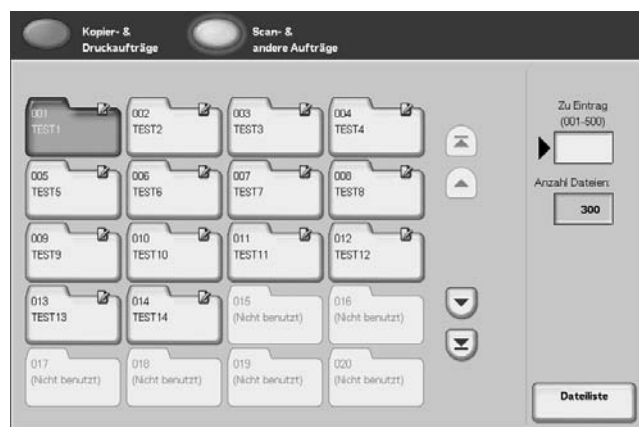 Kopier- &
Druckaufträge
Scan- &
andere Aufträge
001
TEST1
002
TEST2
003
TEST3
004
TEST4
005
TEST5
006
TEST6
007
TEST7
008
TEST8
009
TEST9
010
TEST10
011
TEST11
012
TEST12
013
TEST13
014
TEST14
015
(Nicht benutzt)
016
(Nicht benutzt)
017
(Nicht benutzt)
018
(Nicht benutzt)
019
(Nicht benutzt)
020
(Nicht benutzt)
Zu Eintrag
(001-500)
Anzahl Dateien:
300
Dateiliste